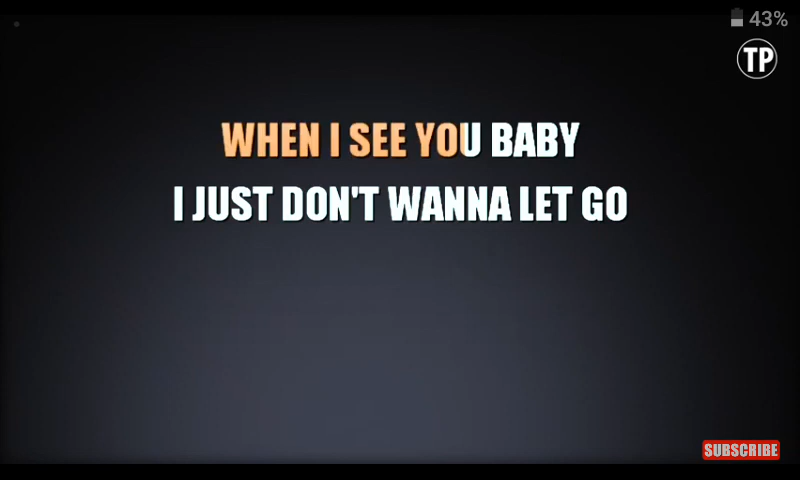 43%
TP
WHEN I SEE YOU BABY
I JUST DON'T WANNA LET GO
SUBSCRIBE